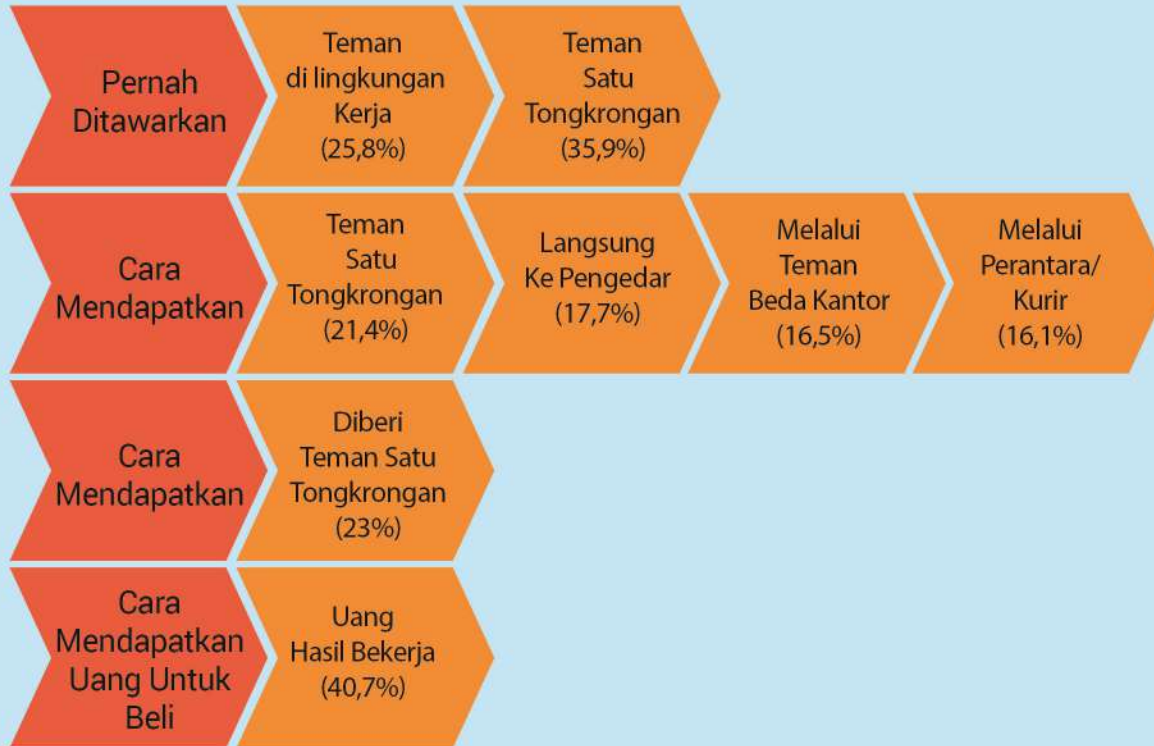 Pernah
Ditawarkan
Teman
di lingkungan
Kerja
(25,8%)
Teman
Satu
Tongkrongan
(35,9%)
Cara
Mendapatkan
Teman
Satu
Tongkrongan
(21,4%)
Langsung
Ke Pengedar
(17,7%)
Melalui
Teman
Beda Kantor
(16,5%)
Melalui
Perantara/
Kurir
(16,1%)
Cara
Mendapatkan
Diberi
Teman Satu
Tongkrongan
(23%)
Cara
Mendapatkan
Uang Untuk
Beli
Uang
Hasil Bekerja
(40,7%)